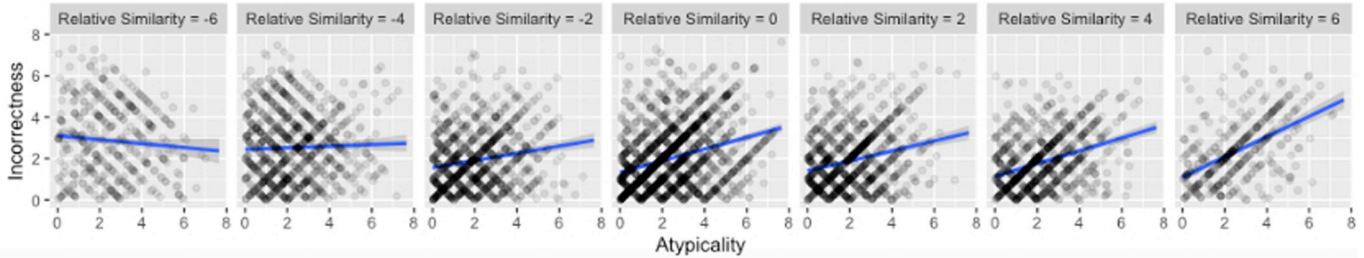 Relative Similarity = -6 Relative Similarity = -4 Relative Similarity = -2 Relative Similarity = 0 Relative Similarity = 2 Relative Similarity = 4 Relative Similarity = 6
8
6
4
2
0
Incorrectness
0 2 4 6 8 0 2 4 6 8 0 2 4 6 8 0 2 4 6 8 0 2 4 6 8 0 2 4 6 8 0 2 4 6 8
Atypicality